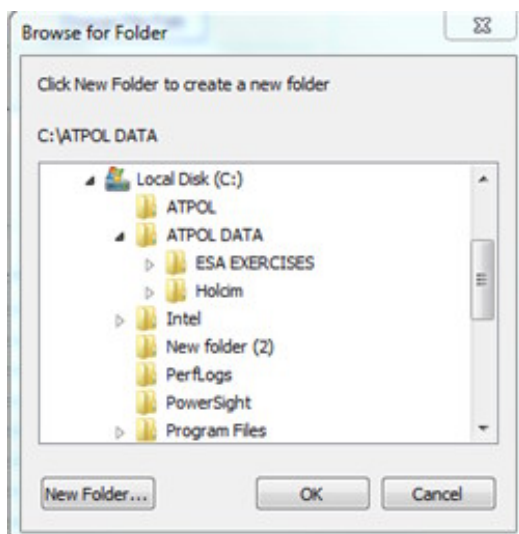 Browse for Folder
Click New Folder to create a new folder
C:\ATPOL DATA
Local Disk (C:)
ATPOL
ATPOL DATA
ESA EXERCISES
Holcim
Intel
New folder (2)
PerfLogs
PowerSight
Program Files
New Folder... OK Cancel